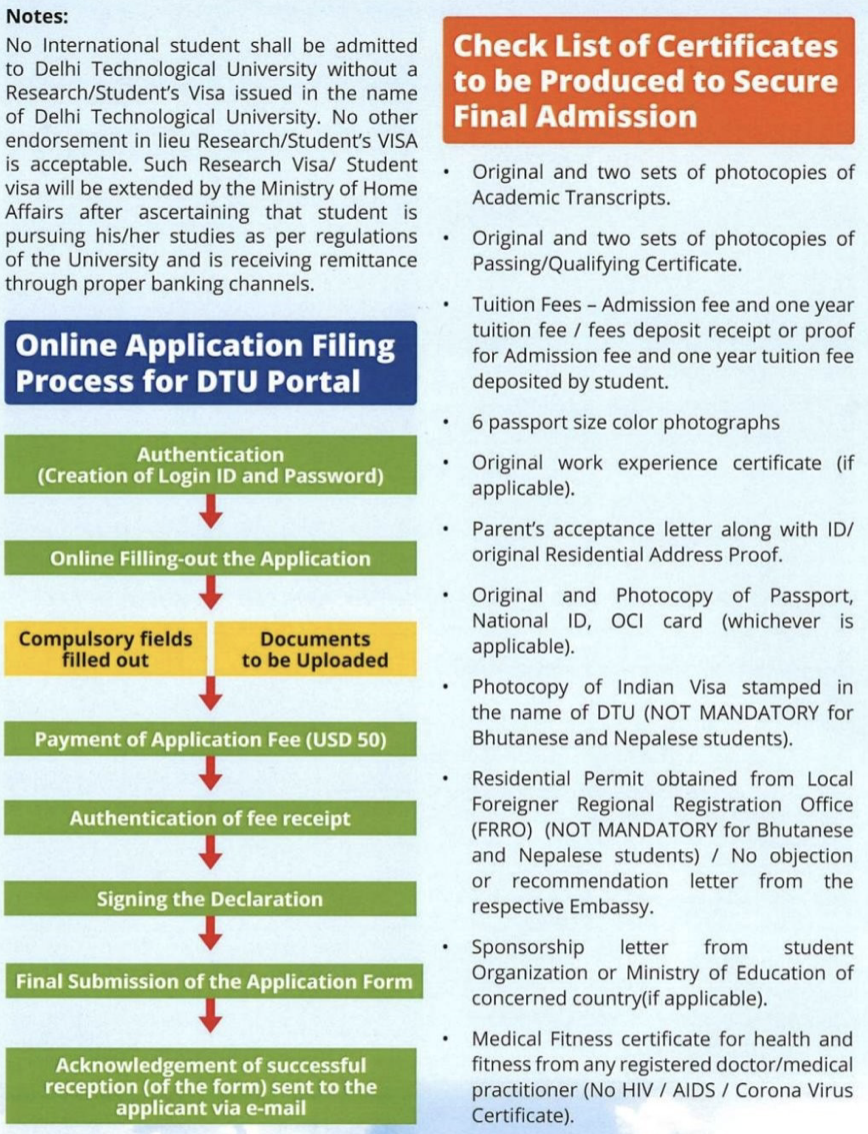 Notes:
No International student shall be admitted
to Delhi Technological University without a
Research/Student's Visa issued in the name
of Delhi Technological University. No other
endorsement in lieu Research/Student's VISA
is acceptable. Such Research Visa/ Student
visa will be extended by the Ministry of Home
Affairs after ascertaining that student is
pursuing his/her studies as per regulations
of the University and is receiving remittance
through proper banking channels.
Online Application Filing
Process for DTU Portal
Authentication
(Creation of Login ID and Password)
Online Filling-out the Application
Compulsory fields
filled out
Documents
to be Uploaded
Payment of Application Fee (USD 50)
Authentication of fee receipt
Signing the Declaration
Final Submission of the Application Form
Acknowledgement of successful
reception (of the form) sent to the
applicant via e-mail
Check List of Certificates
to be Produced to Secure
Final Admission
• Original and two sets of photocopies of
Academic Transcripts.
• Original and two sets of photocopies of
Passing/Qualifying Certificate.
• Tuition Fees – Admission fee and one year
tuition fee / fees deposit receipt or proof
for Admission fee and one year tuition fee
deposited by student.
• 6 passport size color photographs
• Original work experience certificate (if
applicable).
• Parent's acceptance letter along with ID/
original Residential Address Proof.
• Original and Photocopy of Passport,
National ID, OCI card (whichever is
applicable).
• Photocopy of Indian Visa stamped in
the name of DTU (NOT MANDATORY for
Bhutanese and Nepalese students).
• Residential Permit obtained from Local
Foreigner Regional Registration Office
(FRRO) (NOT MANDATORY for Bhutanese
and Nepalese students) / No objection
or recommendation letter from the
respective Embassy.
• Sponsorship letter from student
Organization or Ministry of Education of
concerned country(if applicable).
• Medical Fitness certificate for health and
fitness from any registered doctor/medical
practitioner (No HIV / AIDS / Corona Virus
Certificate).